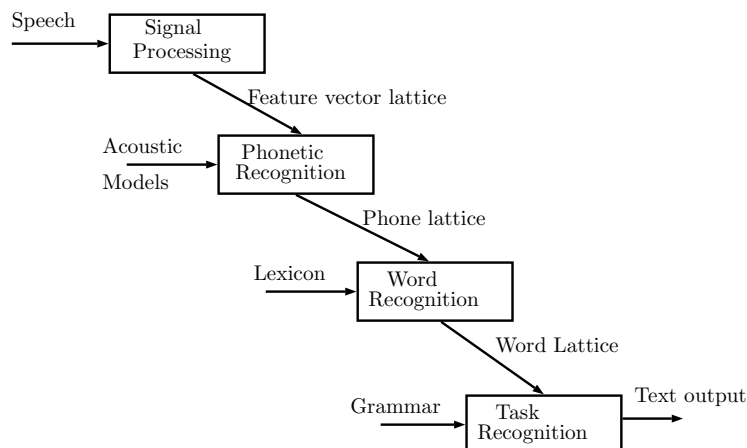 Speech
Signal
Processing
Feature vector lattice
Acoustic
Models
Phonetic
Recognition
Phone lattice
Lexicon
Word
Recognition
Word Lattice
Grammar
Task
Recognition
Text output